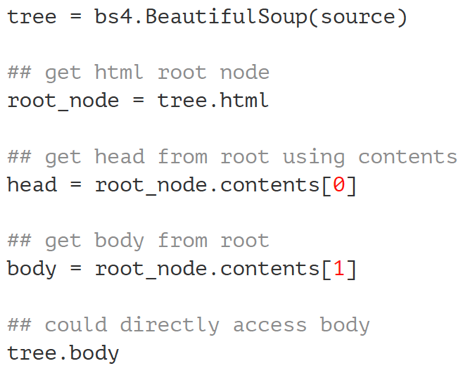 tree = bs4.BeautifulSoup(source)
## get html root node
root_node = tree.html
## get head from root using contents
head = root_node.contents[0]
## get body from root
body = root_node.contents[1]
## could directly access body
tree.body